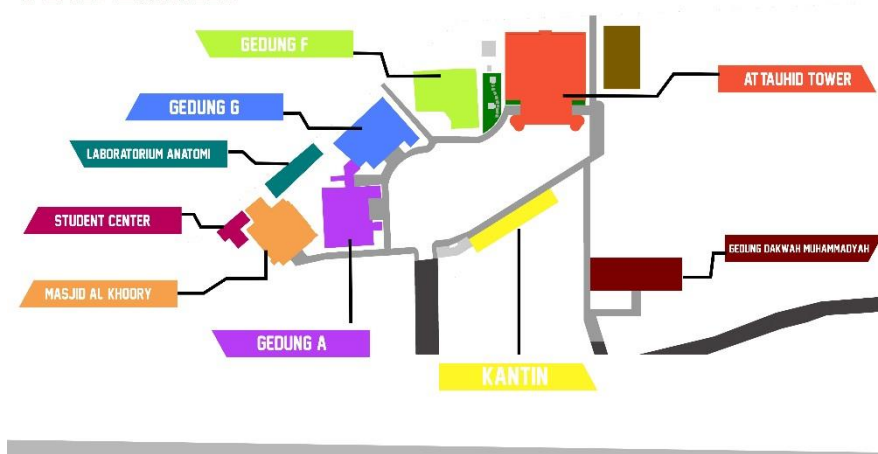 GEDUNG F
ATTAUHID TOWER
GEDUNG G
LABORATORIUM ANATOMI
STUDENT CENTER
GEDUNG DAKWAH MUHAMMADYAH
MASJID AL KHOORY
GEDUNG A
KANTIN